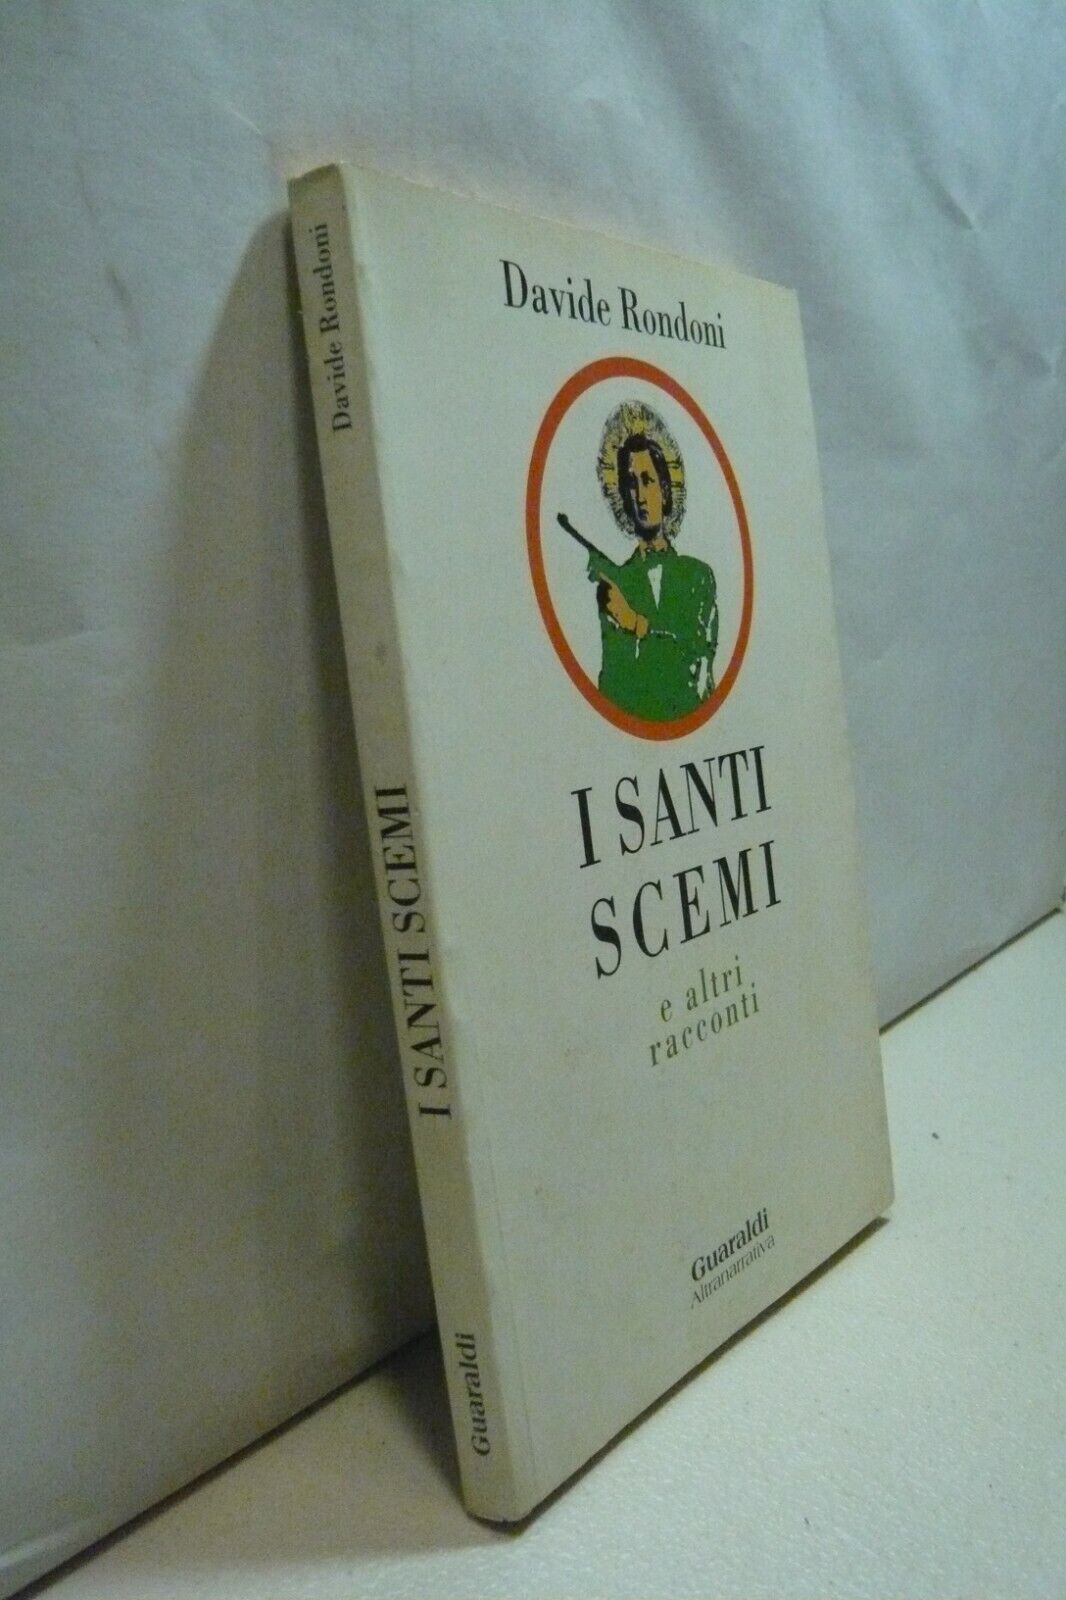 Davide Rondoni
I SANTI
SCEMI
e altri
racconti
Guaraldi
Altranarrativa
Davide Rondoni
I SANTI SCEMI
Guaraldi